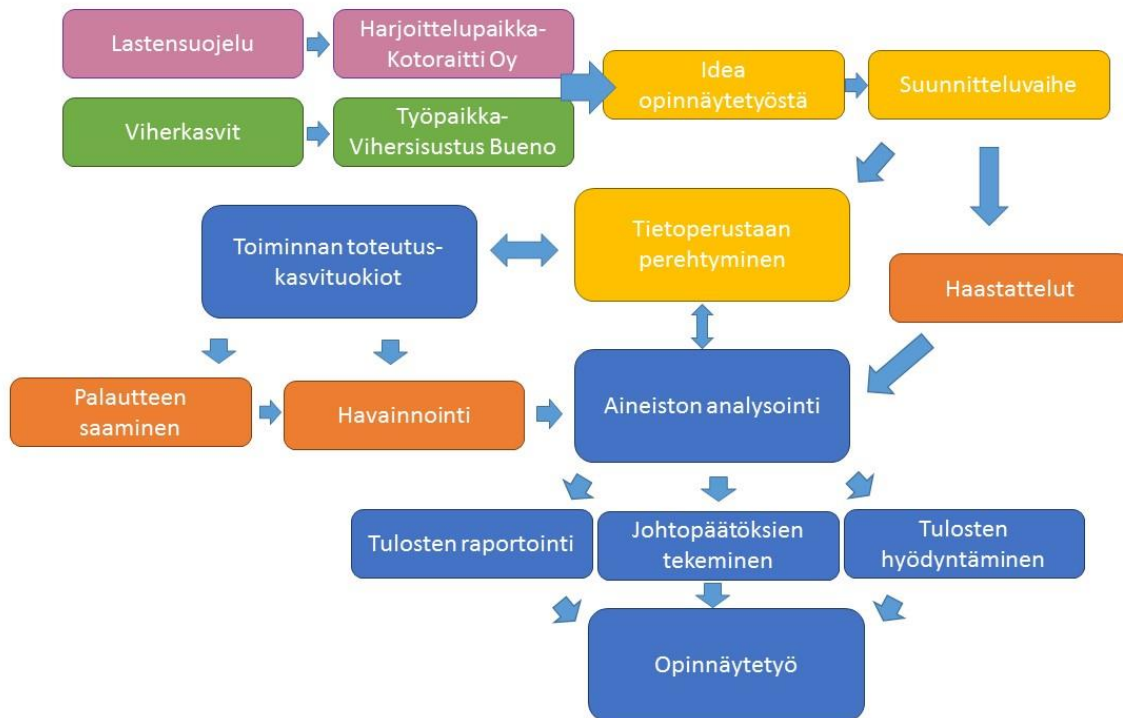 Lastensuojelu
Harjoittelupaikka-
Kotoraitti Oy
Idea
opinnäytetyöstä
Suunnitteluvaihe
Viherkasvit
Työpaikka-
Vihersisustus Bueno
Toiminnan toteutus-
kasvituokiot
Tietoperustaan
perehtyminen
Haastattelut
Palautteen
saaminen
Havainnointi
Aineiston analysointi
Tulosten raportointi
Johtopäätöksien
tekeminen
Tulosten
hyödyntäminen
Opinnäytetyö